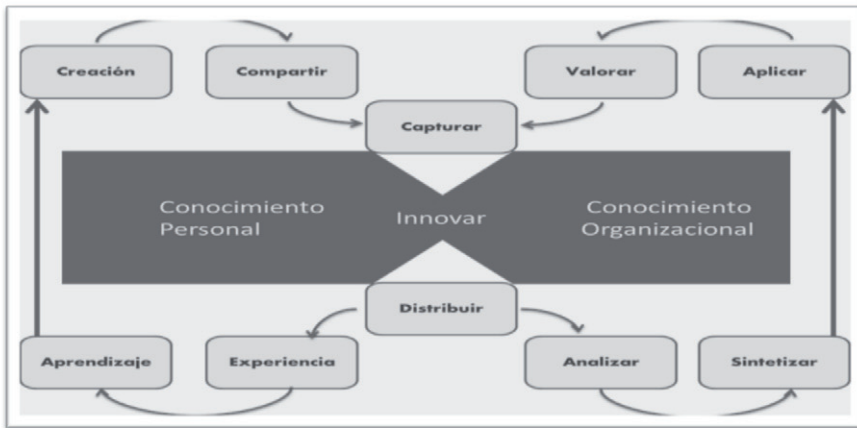 Creación
Compartir
Valorar
Aplicar
Capturar
Conocimiento
Personal
Innovar
Conocimiento
Organizacional
Distribuir
Aprendizaje
Experiencia
Analizar
Sintetizar